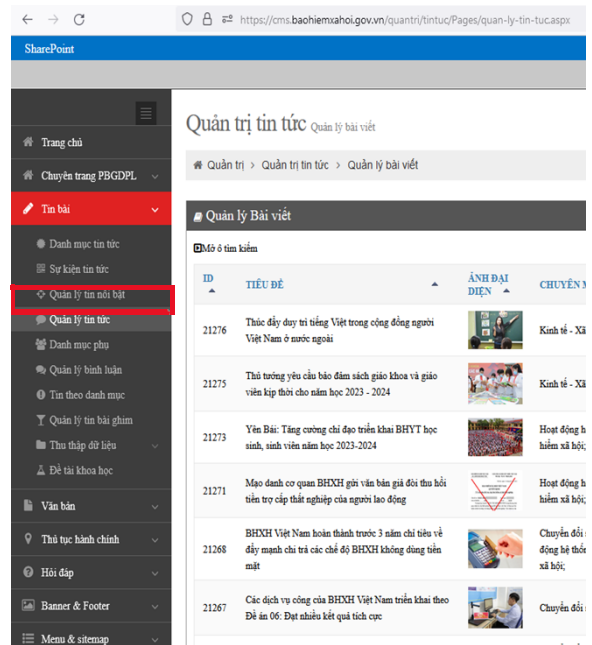 https://cms.baohiemxahoi.gov.vn/quantri/tintuc/Pages/quan-ly-tin-tuc.aspx
SharePoint
Trang chủ
Chuyên trang PBGDPL
Tin bài
Danh mục tin tức
Sự kiện tin tức
Quản lý tin nổi bật
Quản lý tin tức
Danh mục phụ
Quản lý bình luận
Tin theo danh mục
Quản lý tin bài ghim
Thu thập dữ liệu
Đề tài khoa học
Văn bản
Thủ tục hành chính
Hỏi đáp
Banner & Footer
Menu & sitemap
Quản trị tin tức Quản lý bài viết
Quản trị > Quản trị tin tức > Quản lý bài viết
Quản lý Bài viết
Mở ô tìm kiếm
ID TIÊU ĐỀ ẢNH ĐẠI DIỆN CHUYÊN
21276 Thúc đẩy duy trì tiếng Việt trong cộng đồng người
Việt Nam ở nước ngoài
Kinh tế - Xã
21275 Thủ tướng yêu cầu bảo đảm sách giáo khoa và giáo
viên kịp thời cho năm học 2023 - 2024
Kinh tế - Xã
21273 Yên Bái: Tăng cường chỉ đạo triển khai BHYT học
sinh, sinh viên năm học 2023-2024
Hoạt động h
hiểm xã hội;
21271 Mạo danh cơ quan BHXH gửi văn bản giả đòi thu hồi
tiền trợ cấp thất nghiệp của người lao động
Hoạt động h
hiểm xã hội;
21268 BHXH Việt Nam hoàn thành trước 3 năm chỉ tiêu về
đẩy mạnh chi trả các chế độ BHXH không dùng tiền
mặt
Chuyển đổi
động hệ thố
xã hội;
21267 Các dịch vụ công của BHXH Việt Nam triển khai theo
Đề án 06: Đạt nhiều kết quả tích cực
Chuyển đổi